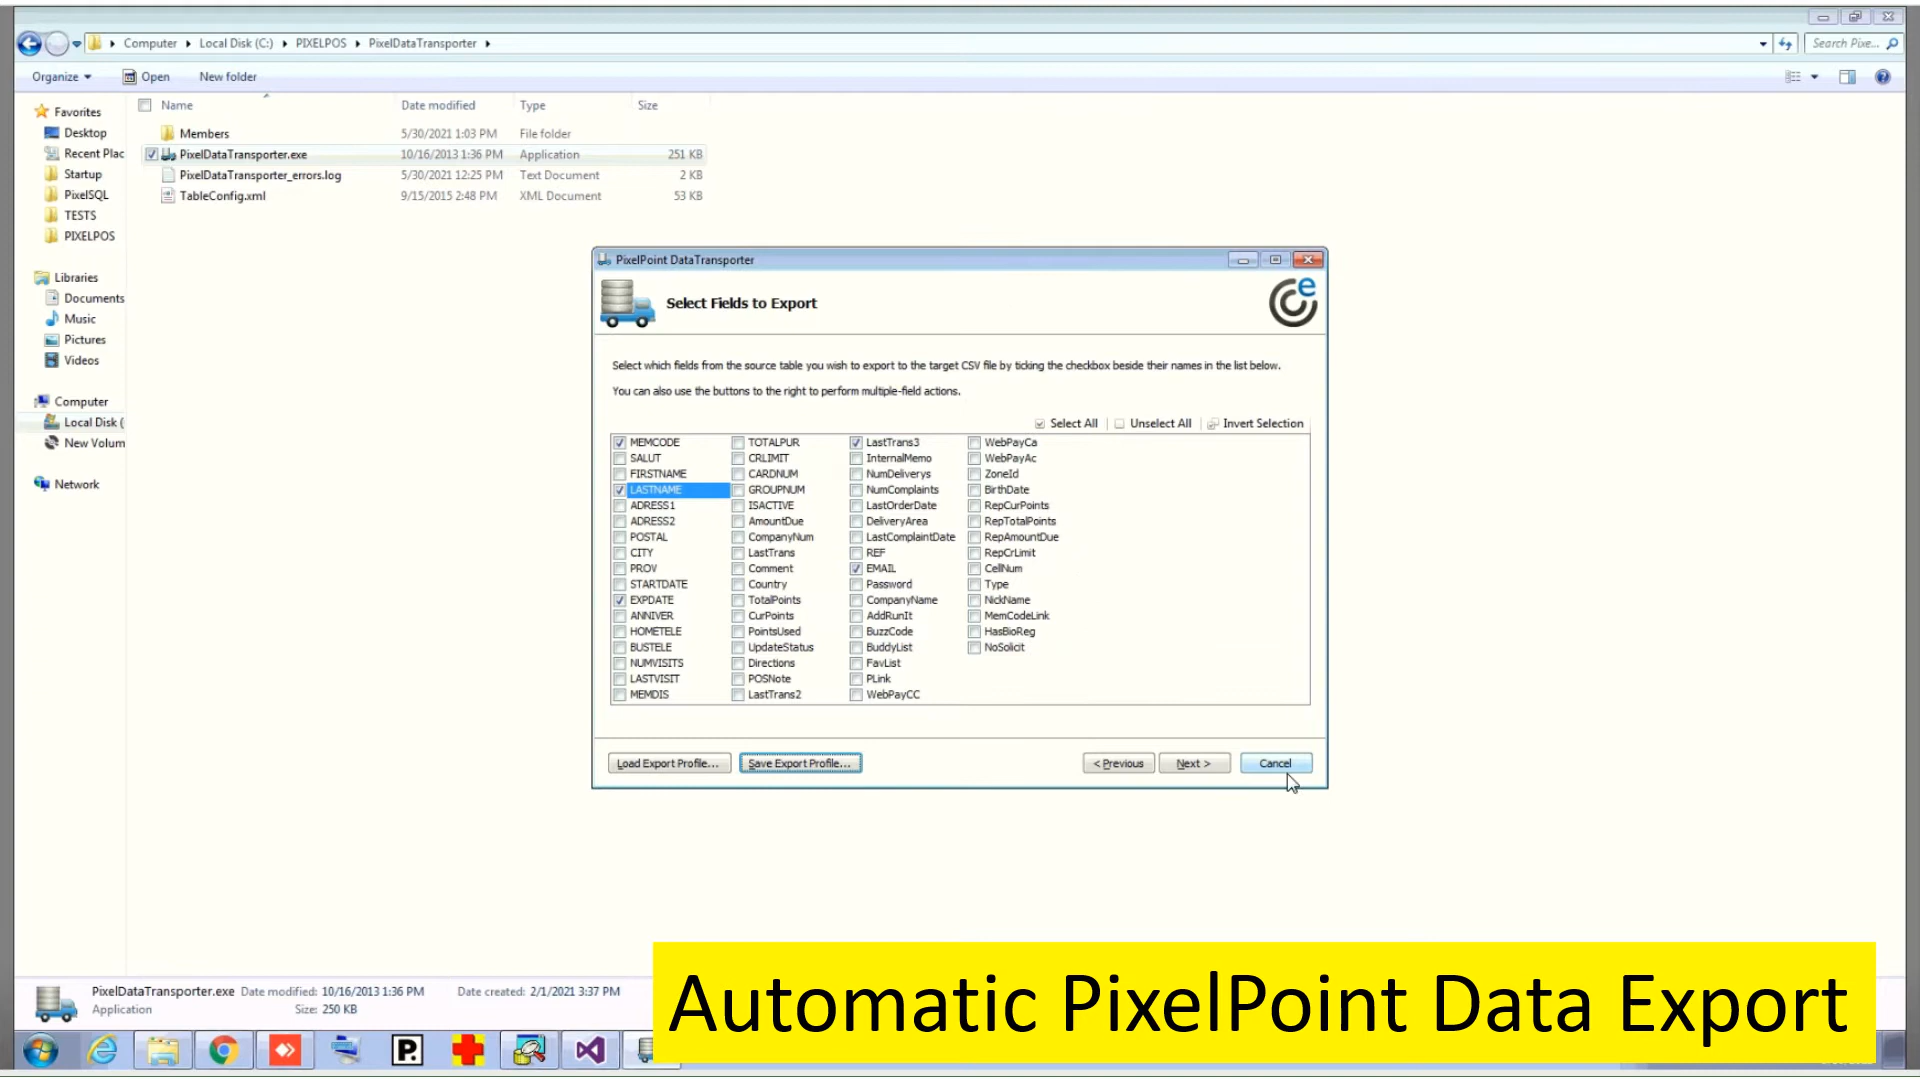 Computer Local Disk (C:) PIXELPOS PixelDataTransporter
Search Pixe...
Organize Open New folder
Name Date modified Type Size
Favorites
Desktop
Recent Plac
Startup
PixelSQL
TESTS
PIXELPOS
Libraries
Documents
Music
Pictures
Videos
Computer
Local Disk (
New Volum
Network
Members 5/30/2021 1:03 PM File folder
PixelDataTransporter.exe 10/16/2013 1:36 PM Application 251 KB
PixelDataTransporter_errors.log 5/30/2021 12:25 PM Text Document 2 KB
TableConfig.xml 9/15/2015 2:48 PM XML Document 53 KB
PixelPoint DataTransporter
Select Fields to Export
Select which fields from the source table you wish to export to the target CSV file by ticking the checkbox beside their names in the list below.
You can also use the buttons to the right to perform multiple-field actions.
Select All | Unselect All | Invert Selection
MEMCODE
SALUT
FIRSTNAME
LASTNAME
ADRESS1
ADRESS2
POSTAL
CITY
PROV
STARTDATE
EXPDATE
ANNIVER
HOMETELE
BUSTELE
NUMVISITS
LASTVISIT
MEMDIS
TOTALPUR
CRLIMIT
CARDNUM
GROUPNUM
ISACTIVE
AmountDue
CompanyNum
LastTrans
Comment
Country
TotalPoints
CurPoints
PointsUsed
UpdateStatus
Directions
POSNote
LastTrans2
LastTrans3
InternalMemo
NumDeliverys
NumComplaints
LastOrderDate
DeliveryArea
LastComplaintDate
REF
EMAIL
Password
CompanyName
AddRunIt
BuzzCode
BuddyList
FavList
PLink
WebPayCC
WebPayCa
WebPayAc
ZoneId
BirthDate
RepCurPoints
RepTotalPoints
RepAmountDue
RepCrLimit
CellNum
Type
NickName
MemCodeLink
HasBioReg
NoSolicit
Load Export Profile... Save Export Profile... < Previous Next > Cancel
PixelDataTransporter.exe Date modified: 10/16/2013 1:36 PM Date created: 2/1/2021 3:37 PM
Application Size: 250 KB
P.
Automatic PixelPoint Data Export